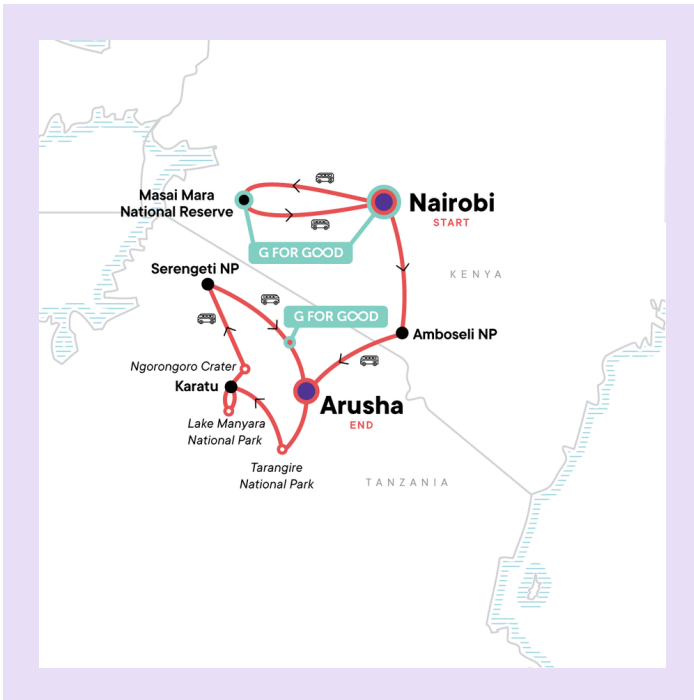 Masai Mara
National Reserve
Nairobi
START
G FOR GOOD
Serengeti NP
KENYA
G FOR GOOD
Amboseli NP
Ngorongoro Crater
Karatu
Arusha
END
Lake Manyara
National Park
Tarangire
National Park
TANZANIA